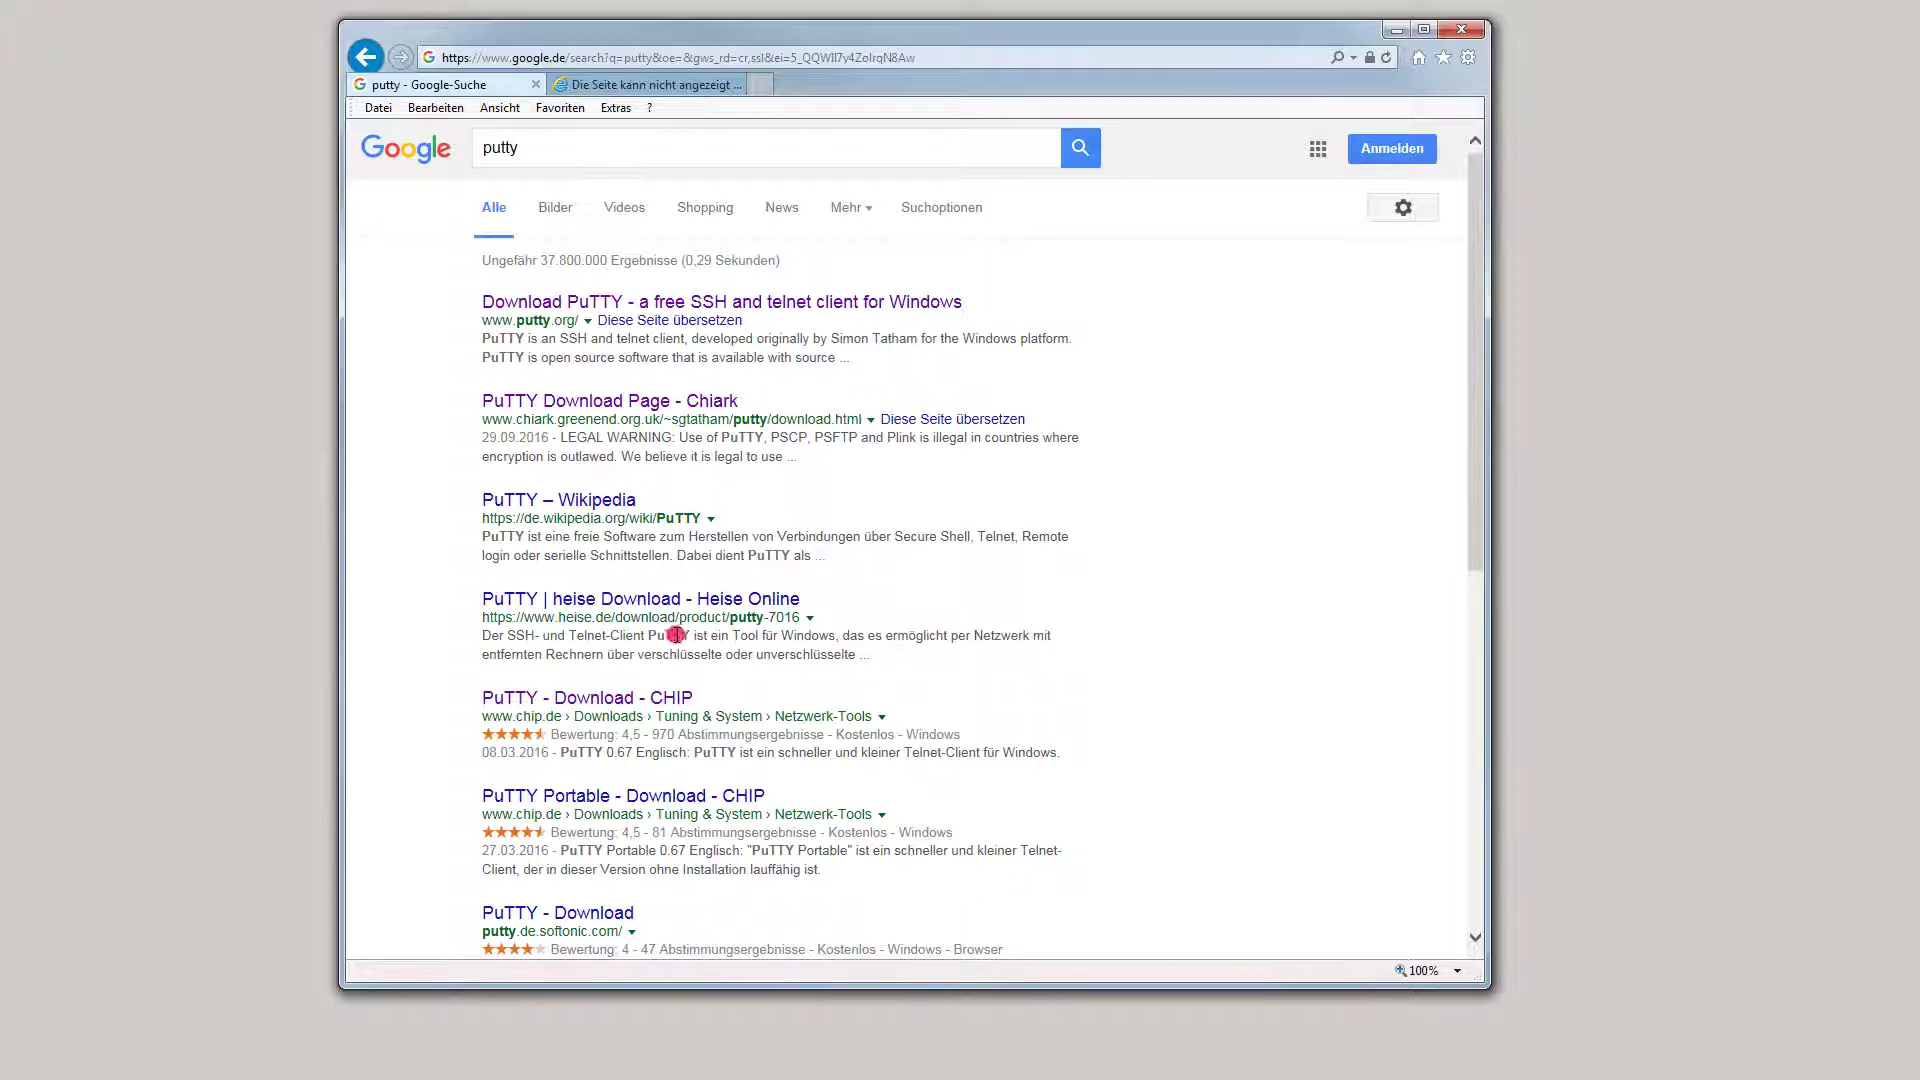 https://www.google.de/search?q=putty&oe=&gws_rd=cr,ssl&ei=5_QQWII7y4ZolrqN8Aw
putty - Google-Suche
Die Seite kann nicht angezeigt ...
Datei Bearbeiten Ansicht Favoriten Extras ?
Google
putty
Anmelden
Alle Bilder Videos Shopping News Mehr Suchoptionen
Ungefähr 37.800.000 Ergebnisse (0,29 Sekunden)
Download PuTTY - a free SSH and telnet client for Windows
www.putty.org/ Diese Seite übersetzen
PuTTY is an SSH and telnet client, developed originally by Simon Tatham for the Windows platform.
PuTTY is open source software that is available with source ...
PuTTY Download Page - Chiark
www.chiark.greenend.org.uk/~sgtatham/putty/download.html Diese Seite übersetzen
29.09.2016 - LEGAL WARNING: Use of PuTTY, PSCP, PSFTP and Plink is illegal in countries where
encryption is outlawed. We believe it is legal to use ...
PuTTY – Wikipedia
https://de.wikipedia.org/wiki/PuTTY
PuTTY ist eine freie Software zum Herstellen von Verbindungen über Secure Shell, Telnet, Remote
login oder serielle Schnittstellen. Dabei dient PuTTY als ...
PuTTY | heise Download - Heise Online
https://www.heise.de/download/product/putty-7016
Der SSH- und Telnet-Client PuTTY ist ein Tool für Windows, das es ermöglicht per Netzwerk mit
entfernten Rechnern über verschlüsselte oder unverschlüsselte ...
PuTTY - Download - CHIP
www.chip.de › Downloads › Tuning & System › Netzwerk-Tools
Bewertung: 4,5 - 970 Abstimmungsergebnisse - Kostenlos - Windows
08.03.2016 - PuTTY 0.67 Englisch: PuTTY ist ein schneller und kleiner Telnet-Client für Windows.
PuTTY Portable - Download - CHIP
www.chip.de › Downloads › Tuning & System › Netzwerk-Tools
Bewertung: 4,5 - 81 Abstimmungsergebnisse - Kostenlos - Windows
27.03.2016 - PuTTY Portable 0.67 Englisch: "PuTTY Portable" ist ein schneller und kleiner Telnet-
Client, der in dieser Version ohne Installation lauffähig ist.
PuTTY - Download
putty.de.softonic.com/
Bewertung: 4 - 47 Abstimmungsergebnisse - Kostenlos - Windows - Browser
100%